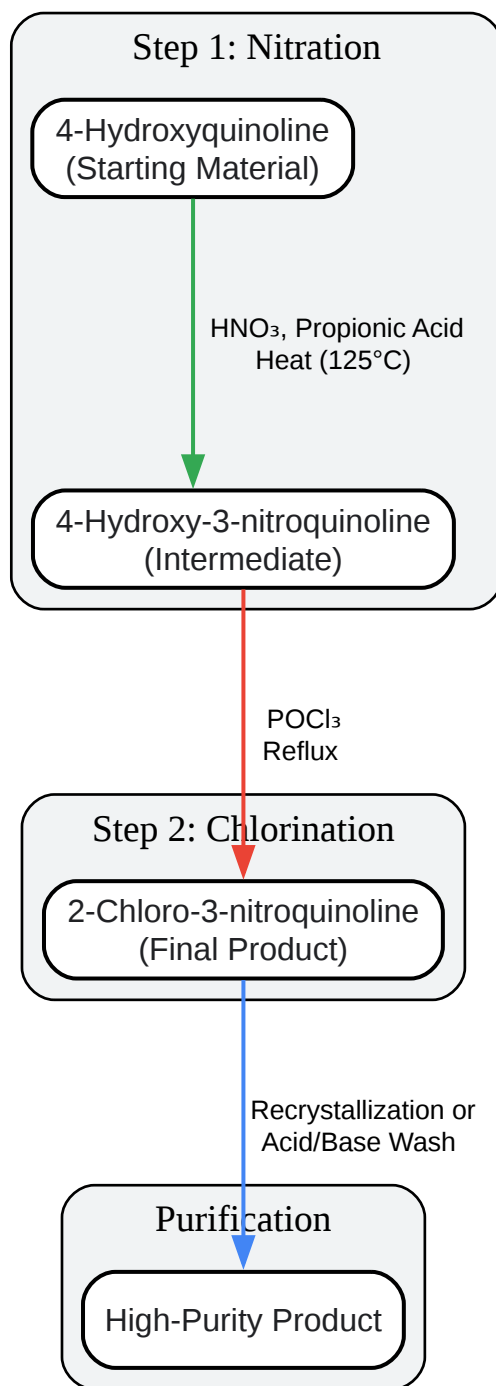 Step 1: Nitration
4-Hydroxyquinoline
(Starting Material)
HNO₃, Propionic Acid
Heat (125°C)
4-Hydroxy-3-nitroquinoline
(Intermediate)
POCl₃
Reflux
Step 2: Chlorination
2-Chloro-3-nitroquinoline
(Final Product)
Recrystallization or
Acid/Base Wash
Purification
High-Purity Product